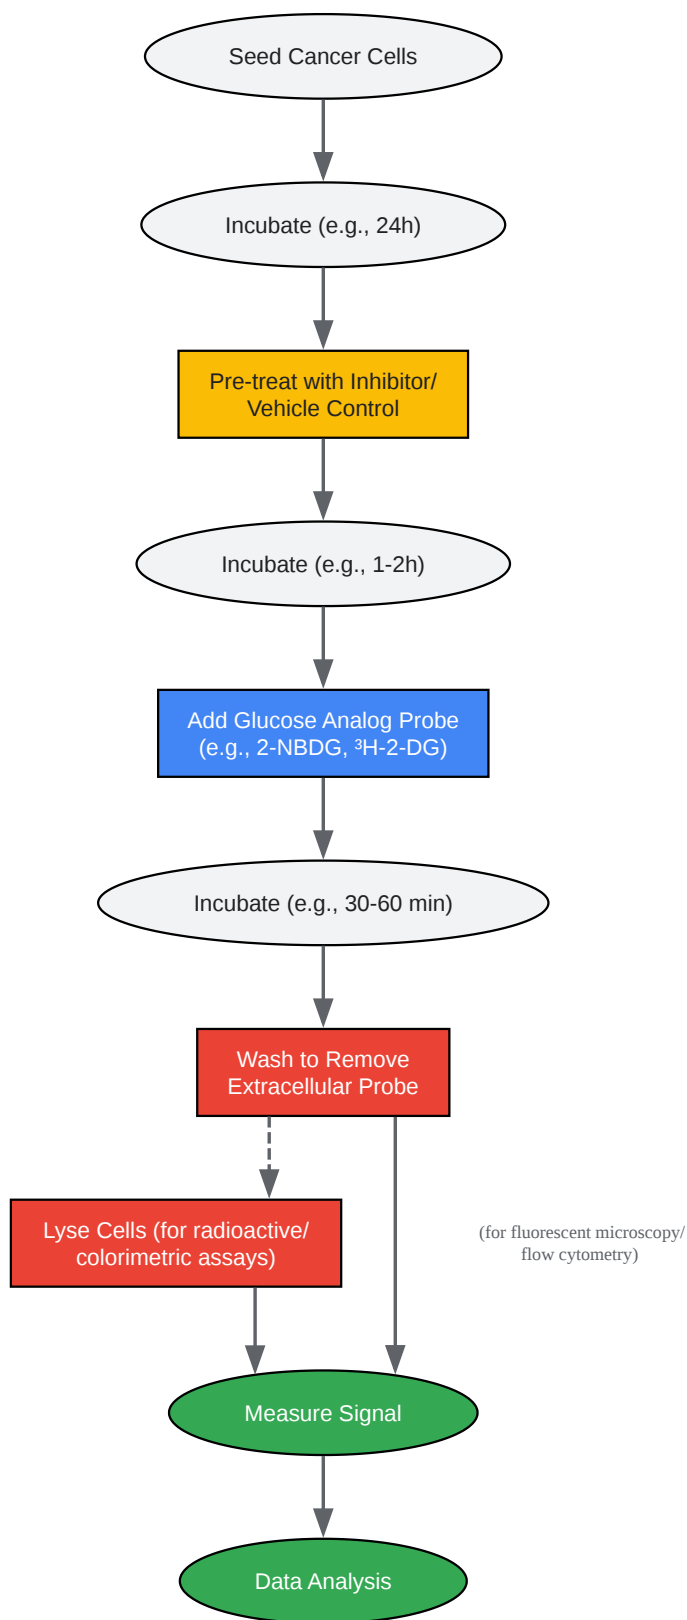 Seed Cancer Cells
Incubate (e.g., 24h)
Pre-treat with Inhibitor/
Vehicle Control
Incubate (e.g., 1-2h)
Add Glucose Analog Probe
(e.g., 2-NBDG, ³H-2-DG)
Incubate (e.g., 30-60 min)
Wash to Remove
Extracellular Probe
Lyse Cells (for radioactive/
colorimetric assays)
(for fluorescent microscopy/
flow cytometry)
Measure Signal
Data Analysis